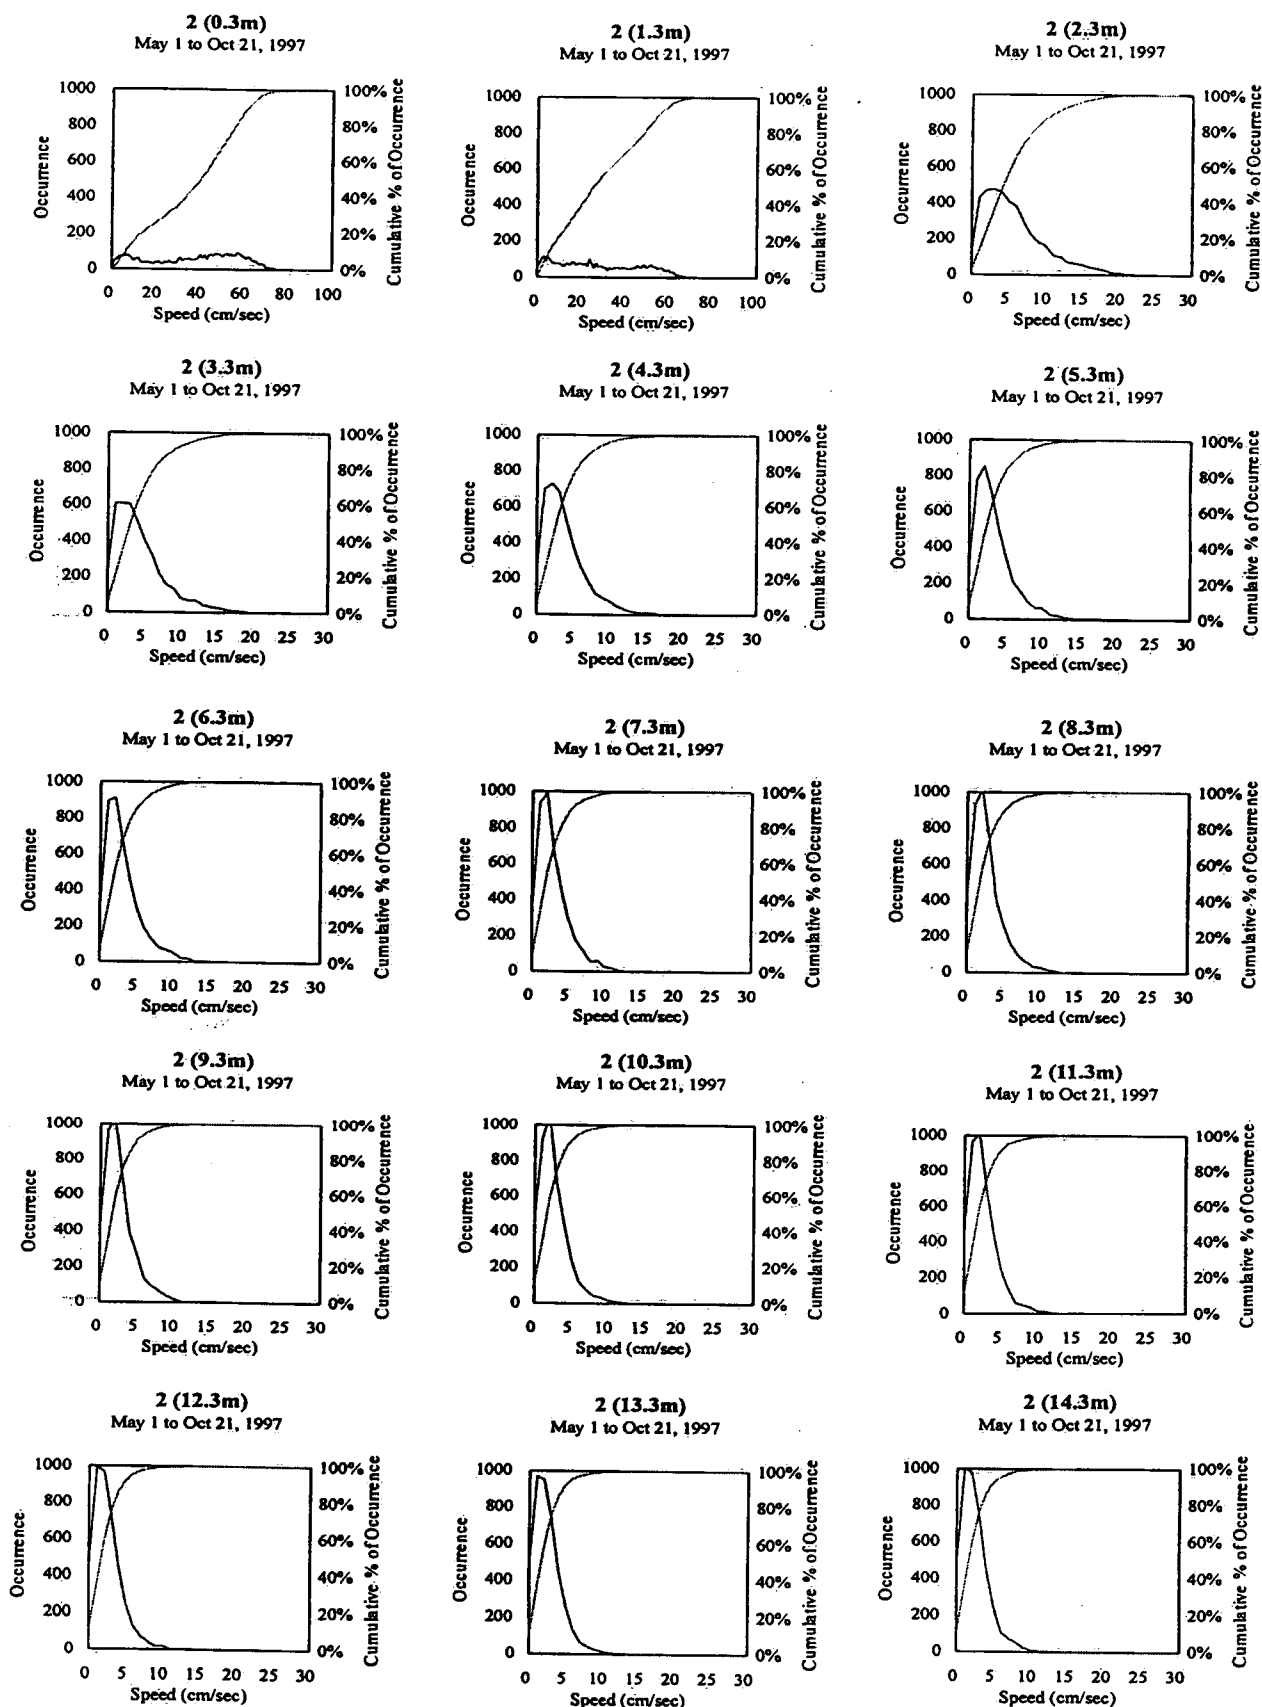 2 (0.3m)
May 1 to Oct 21, 1997
1000
800
600
400
200
0
Occurrence
100%
80%
60%
40%
20%
0%
Cumulative % of Occurrence
0 20 40 60 80 100
Speed (cm/sec)
2 (1.3m)
May 1 to Oct 21, 1997
1000
800
600
400
200
0
Occurrence
100%
80%
60%
40%
20%
0%
Cumulative % of Occurrence
0 20 40 60 80 100
Speed (cm/sec)
2 (2.3m)
May 1 to Oct 21, 1997
1000
800
600
400
200
0
Occurrence
100%
80%
60%
40%
20%
0%
Cumulative % of Occurrence
0 5 10 15 20 25 30
Speed (cm/sec)
2 (3.3m)
May 1 to Oct 21, 1997
1000
800
600
400
200
0
Occurrence
100%
80%
60%
40%
20%
0%
Cumulative % of Occurrence
0 5 10 15 20 25 30
Speed (cm/sec)
2 (4.3m)
May 1 to Oct 21, 1997
1000
800
600
400
200
0
Occurrence
100%
80%
60%
40%
20%
0%
Cumulative % of Occurrence
0 5 10 15 20 25 30
Speed (cm/sec)
2 (5.3m)
May 1 to Oct 21, 1997
1000
800
600
400
200
0
Occurrence
100%
80%
60%
40%
20%
0%
Cumulative % of Occurrence
0 5 10 15 20 25 30
Speed (cm/sec)
2 (6.3m)
May 1 to Oct 21, 1997
1000
800
600
400
200
0
Occurrence
100%
80%
60%
40%
20%
0%
Cumulative % of Occurrence
0 5 10 15 20 25 30
Speed (cm/sec)
2 (7.3m)
May 1 to Oct 21, 1997
1000
800
600
400
200
0
Occurrence
100%
80%
60%
40%
20%
0%
Cumulative % of Occurrence
0 5 10 15 20 25 30
Speed (cm/sec)
2 (8.3m)
May 1 to Oct 21, 1997
1000
800
600
400
200
0
Occurrence
100%
80%
60%
40%
20%
0%
Cumulative % of Occurrence
0 5 10 15 20 25 30
Speed (cm/sec)
2 (9.3m)
May 1 to Oct 21, 1997
1000
800
600
400
200
0
Occurrence
100%
80%
60%
40%
20%
0%
Cumulative % of Occurrence
0 5 10 15 20 25 30
Speed (cm/sec)
2 (10.3m)
May 1 to Oct 21, 1997
1000
800
600
400
200
0
Occurrence
100%
80%
60%
40%
20%
0%
Cumulative % of Occurrence
0 5 10 15 20 25 30
Speed (cm/sec)
2 (11.3m)
May 1 to Oct 21, 1997
1000
800
600
400
200
0
Occurrence
100%
80%
60%
40%
20%
0%
Cumulative % of Occurrence
0 5 10 15 20 25 30
Speed (cm/sec)
2 (12.3m)
May 1 to Oct 21, 1997
1000
800
600
400
200
0
Occurrence
100%
80%
60%
40%
20%
0%
Cumulative % of Occurrence
0 5 10 15 20 25 30
Speed (cm/sec)
2 (13.3m)
May 1 to Oct 21, 1997
1000
800
600
400
200
0
Occurrence
100%
80%
60%
40%
20%
0%
Cumulative % of Occurrence
0 5 10 15 20 25 30
Speed (cm/sec)
2 (14.3m)
May 1 to Oct 21, 1997
1000
800
600
400
200
0
Occurrence
100%
80%
60%
40%
20%
0%
Cumulative % of Occurrence
0 5 10 15 20 25 30
Speed (cm/sec)